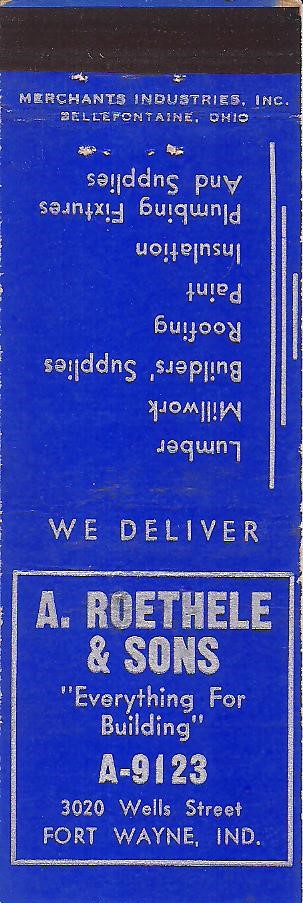 MERCHANTS INDUSTRIES, INC.
BELLEFONTAINE, OHIO
Lumber
Millwork
Builders' Supplies
Roofing
Paint
Insulation
Plumbing Fixtures
And Supplies
WE DELIVER
A. ROETHELE
& SONS
"Everything For
Building"
A-9123
3020 Wells Street
FORT WAYNE, IND.